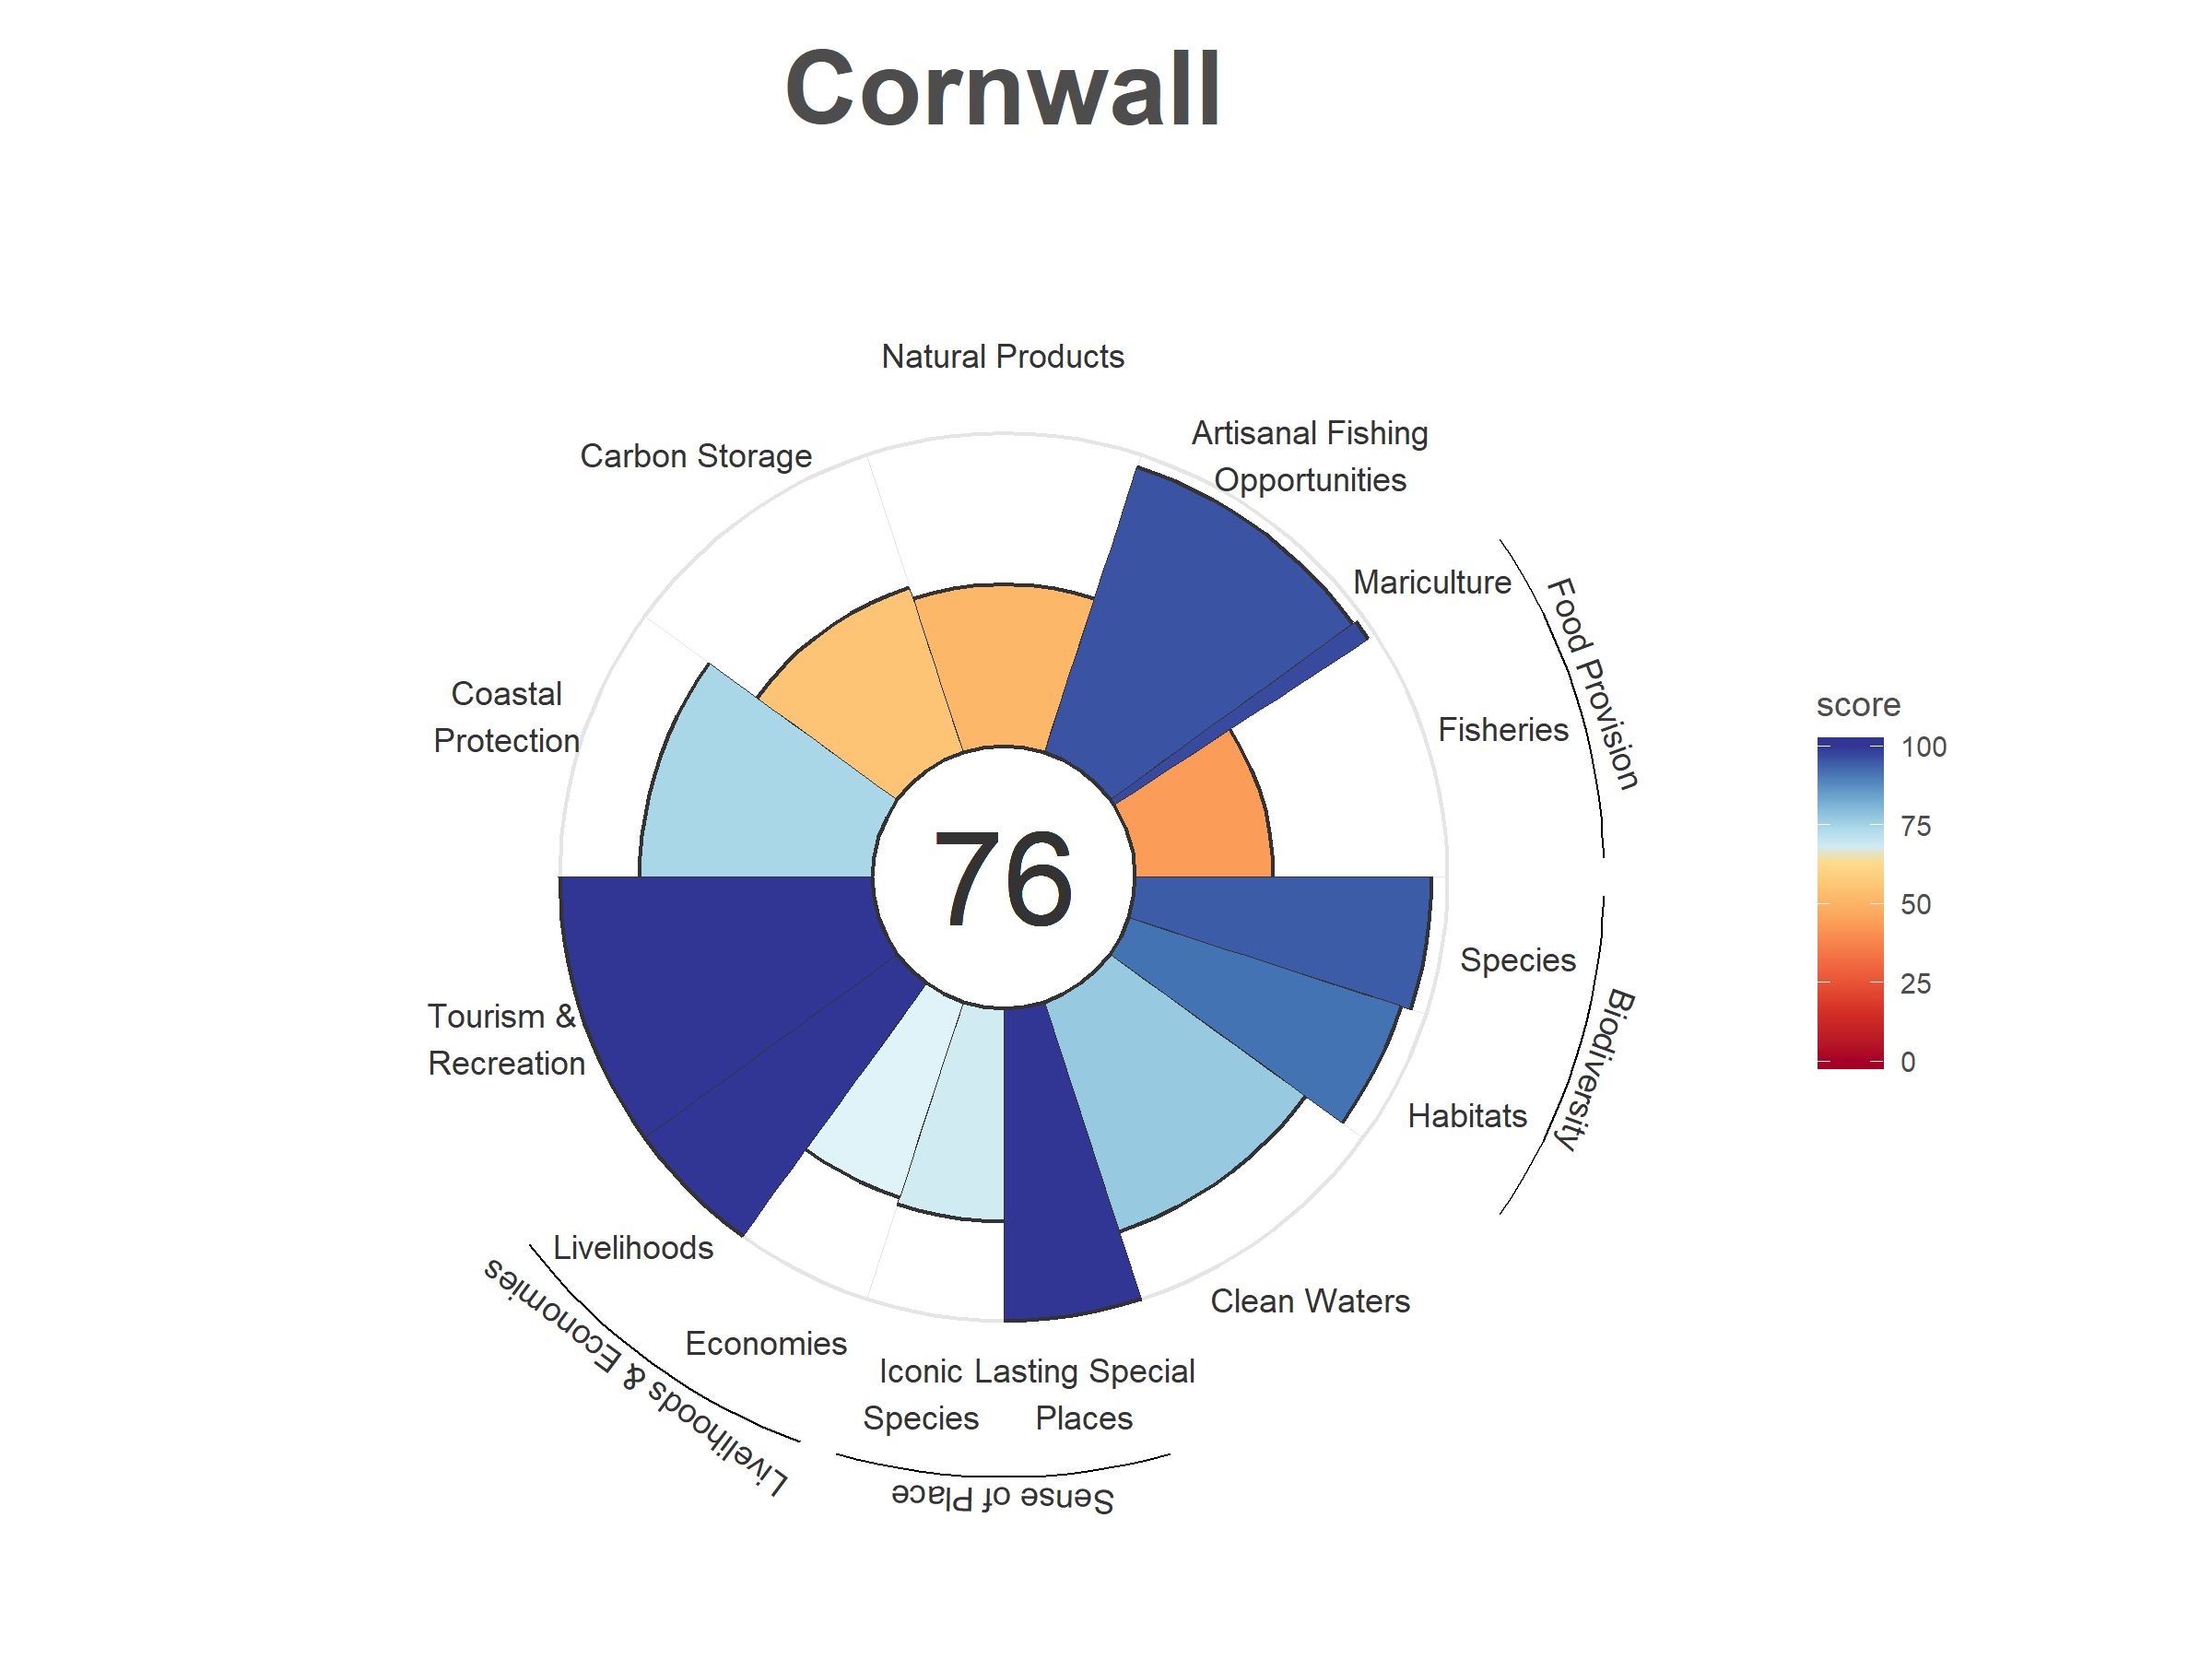 Cornwall
Natural Products
Artisanal Fishing
Opportunities
Carbon Storage
Mariculture
Food Provision
Fisheries
Coastal
Protection
score
100
75
50
25
0
76
Species
Biodiversity
Habitats
Tourism &
Recreation
Livelihoods
Livelihoods & Economies
Economies
Clean Waters
Iconic
Species
Lasting Special
Places
Sense of Place